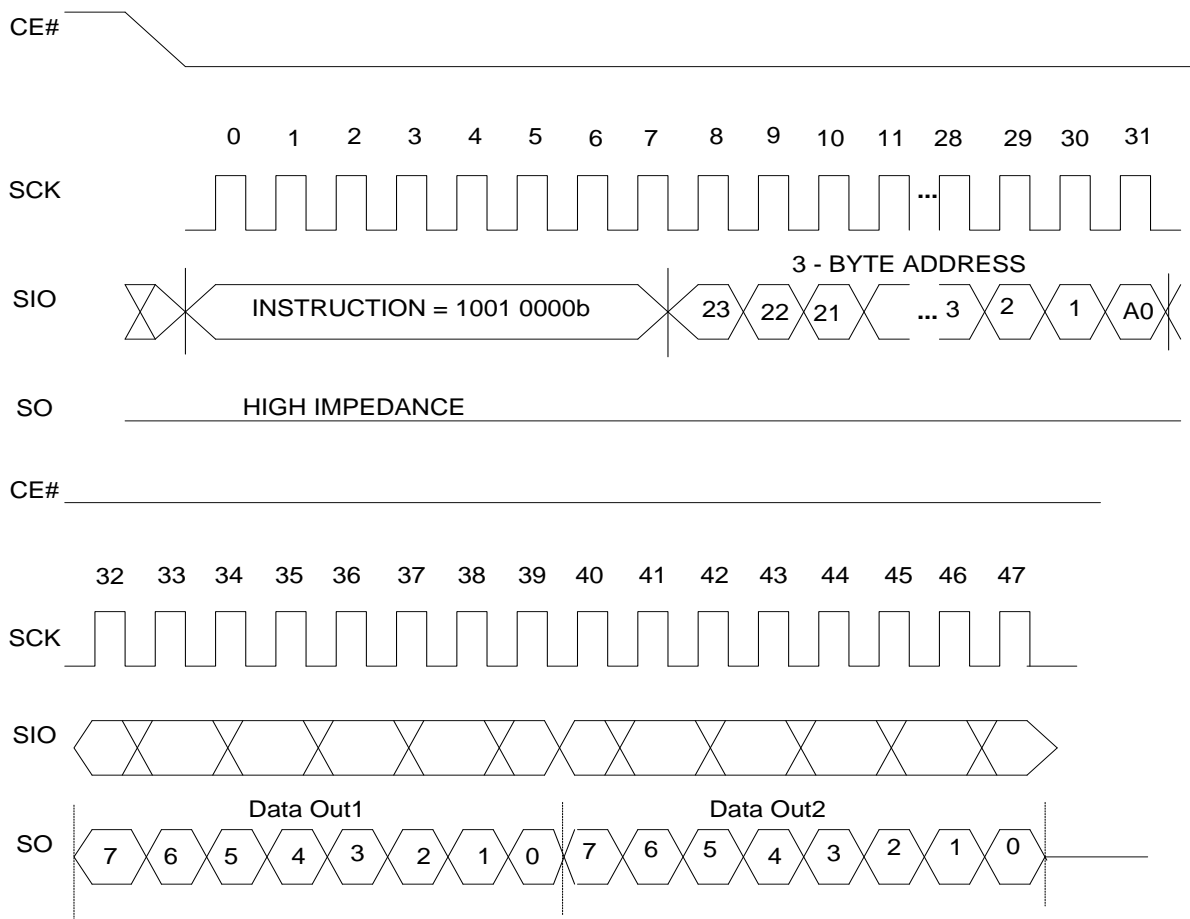 CE#
0 1 2 3 4 5 6 7 8 9 10 11 28 29 30 31
SCK ...
3 - BYTE ADDRESS
SIO INSTRUCTION = 1001 0000b 23 22 21 ... 3 2 1 A0
SO HIGH IMPEDANCE
CE#
32 33 34 35 36 37 38 39 40 41 42 43 44 45 46 47
SCK
SIO
Data Out1 Data Out2
SO 7 6 5 4 3 2 1 0 7 6 5 4 3 2 1 0